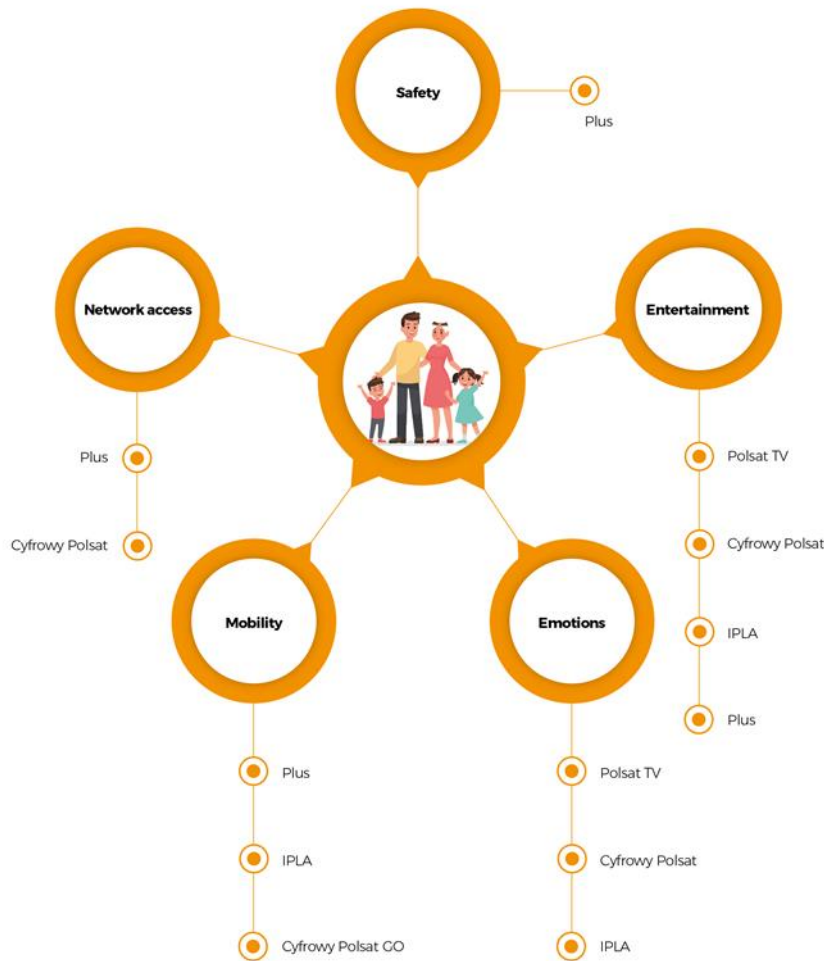 Safety
Plus
Network access
Plus
Cyfrowy Polsat
Entertainment
Polsat TV
Cyfrowy Polsat
IPLA
Plus
Mobility
Plus
IPLA
Cyfrowy Polsat GO
Emotions
Polsat TV
Cyfrowy Polsat
IPLA